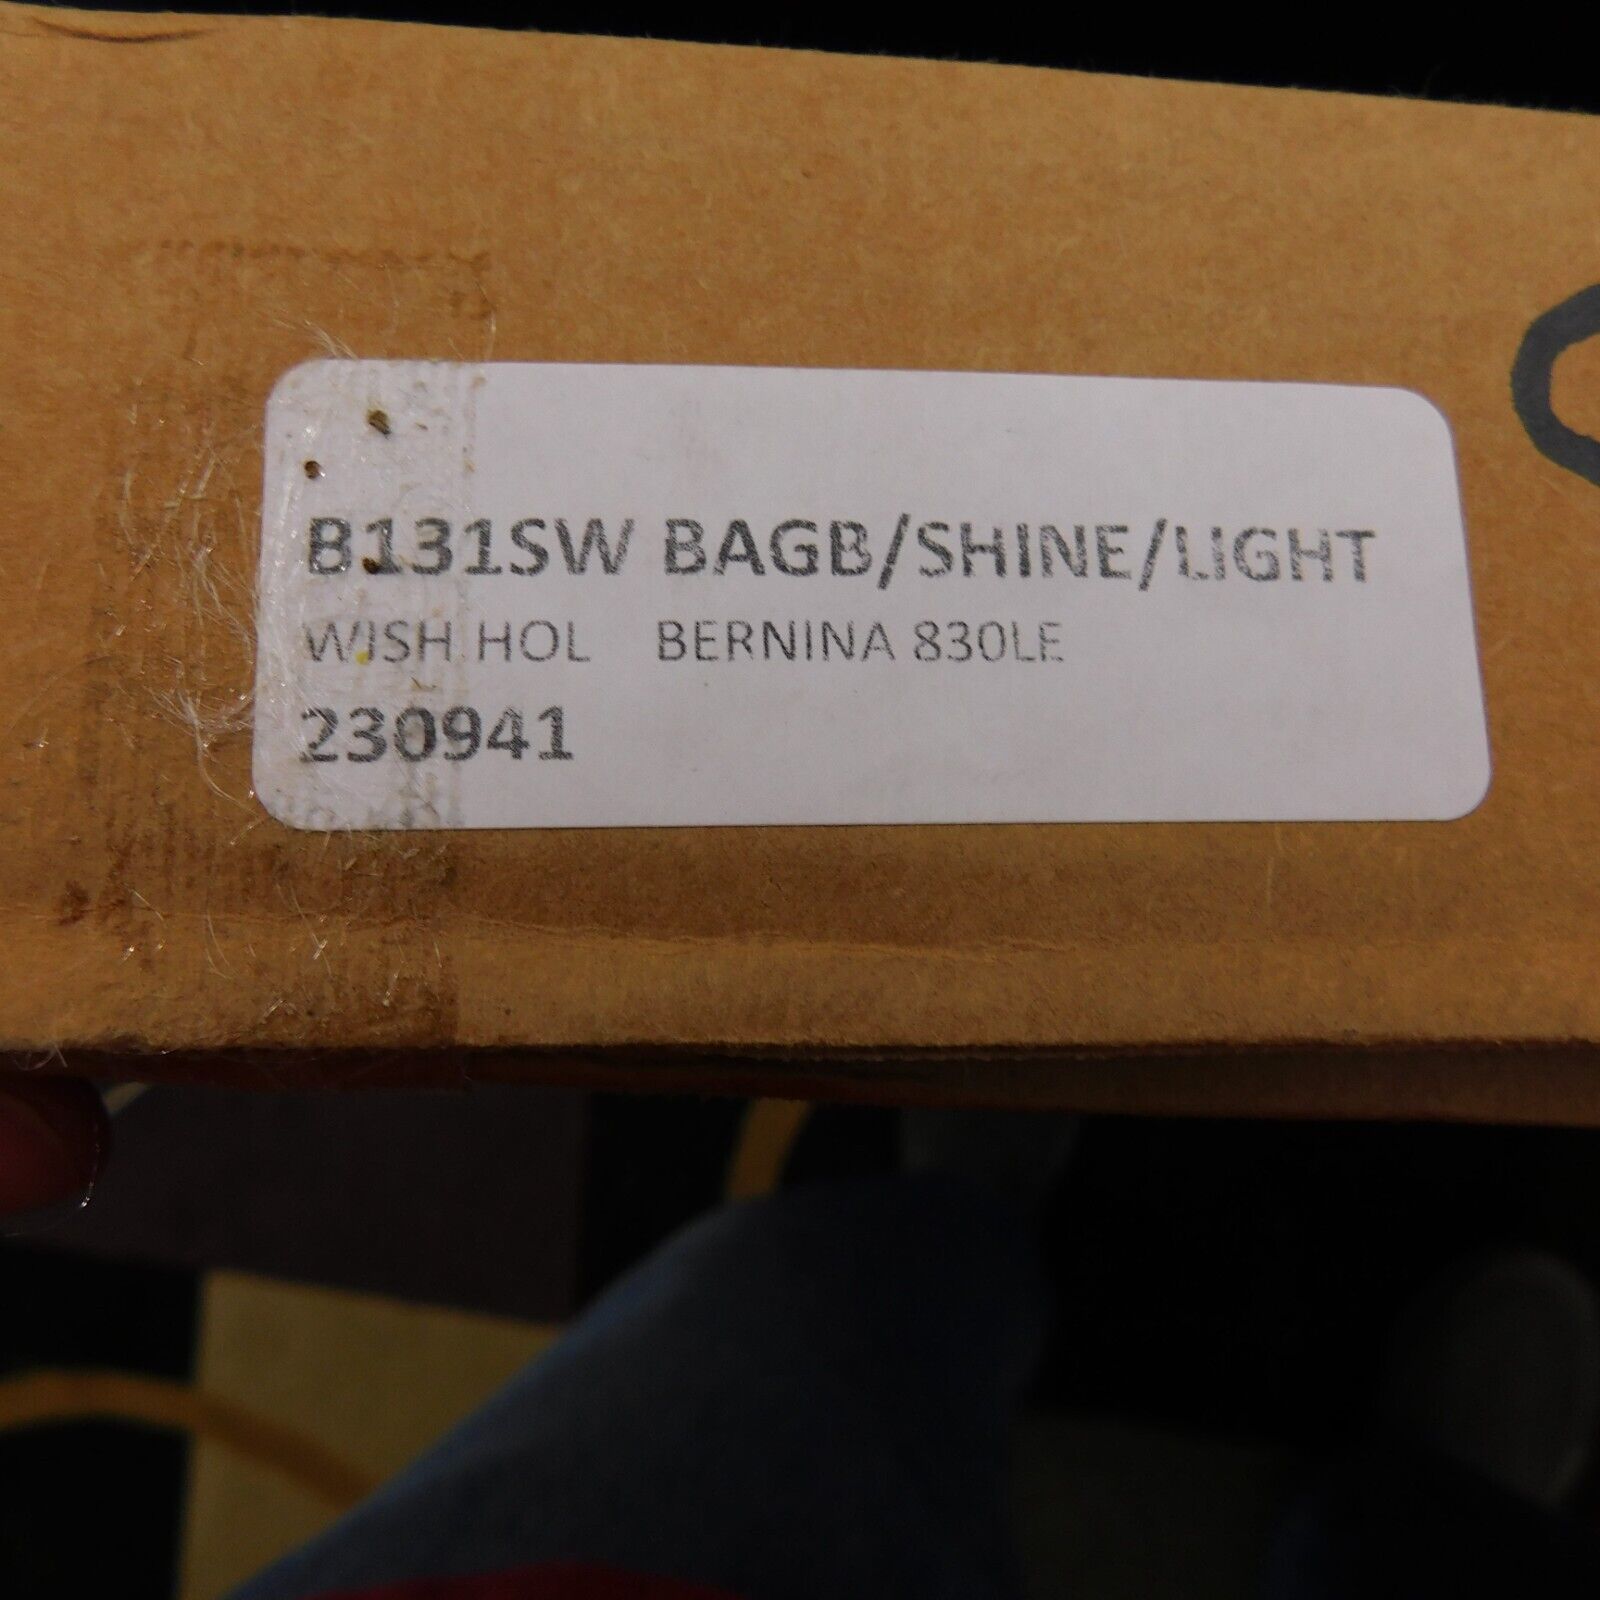 B131SW BAGB/SHINE/LIGHT
WISH HOL BERNINA 830LE
230941